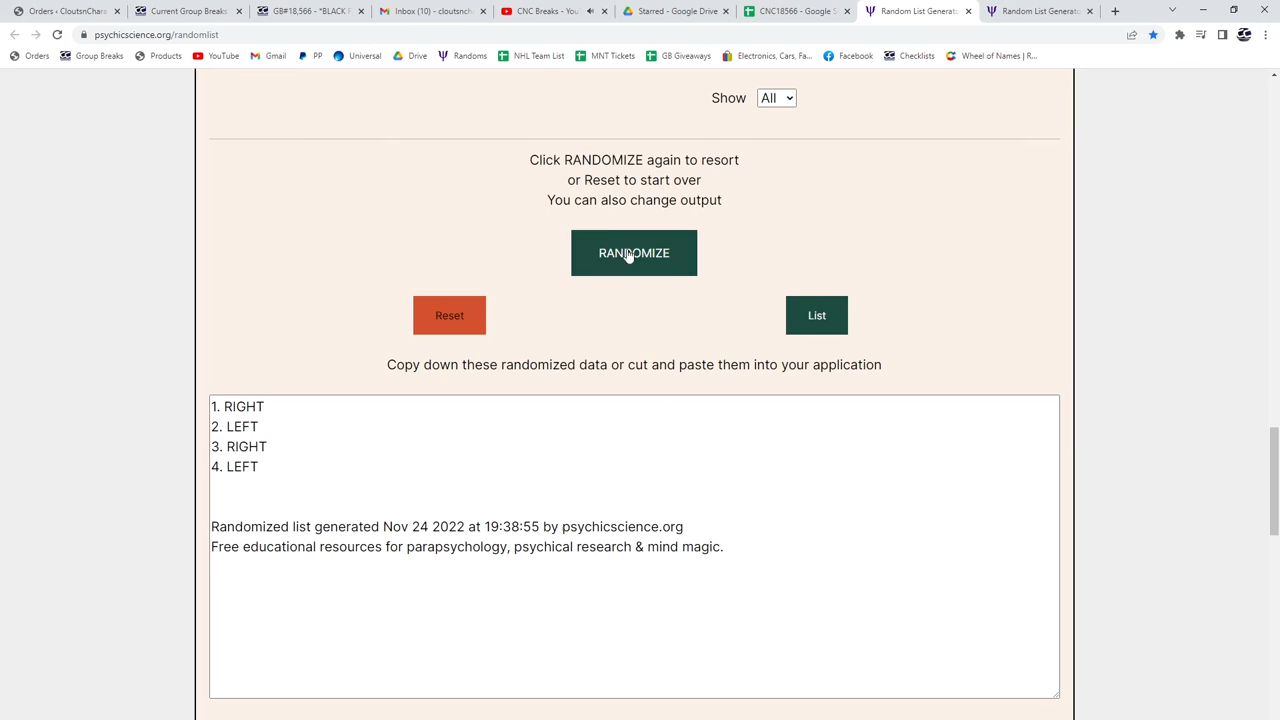 Orders < CloutsnChara
Current Group Breaks
GB#18,566 - *BLACK F
Inbox (10) - cloutsnch
CNC Breaks - You
Starred - Google Drive
CNC18566 - Google S
Random List Generato
Random List Generato
psychicscience.org/randomlist
Orders
Group Breaks
Products
YouTube
Gmail
PP
Universal
Drive
Randoms
NHL Team List
MNT Tickets
GB Giveaways
Electronics, Cars, Fa...
Facebook
Checklists
Wheel of Names | R...
Show All
Click RANDOMIZE again to resort
or Reset to start over
You can also change output
RANDOMIZE
Reset
List
Copy down these randomized data or cut and paste them into your application
1. RIGHT
2. LEFT
3. RIGHT
4. LEFT
Randomized list generated Nov 24 2022 at 19:38:55 by psychicscience.org
Free educational resources for parapsychology, psychical research & mind magic.